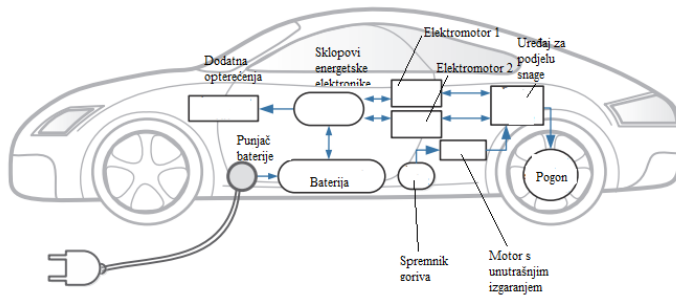 Elektromotor 1
Uređaj za
podjelu
snage
Dodatna
opterećenja
Sklopovi
energetske
elektronike
Elektromotor 2
Punjač
baterije
Baterija
Pogon
Spremnik
goriva
Motor s
unutrašnjim
izgaranjem